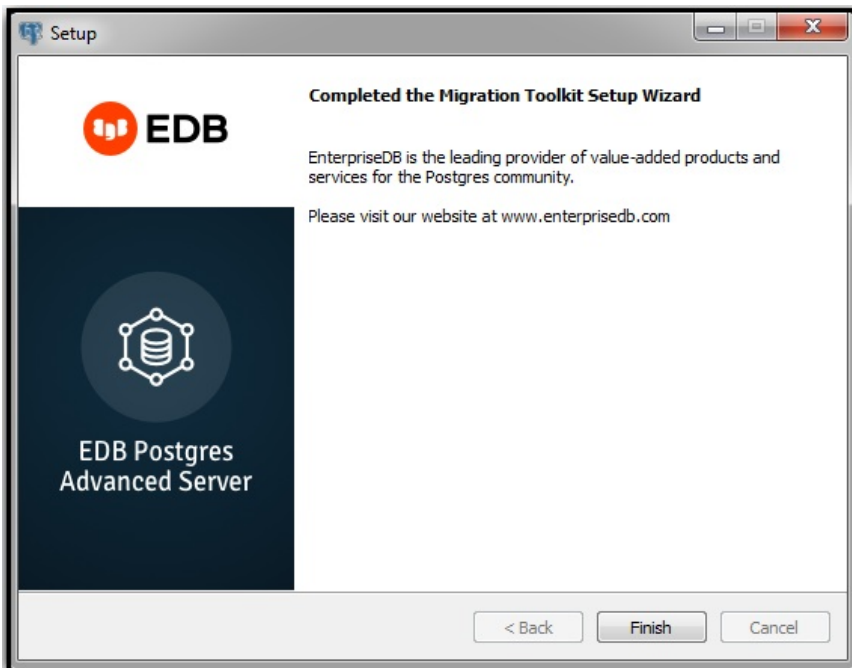 Setup
EDB
Completed the Migration Toolkit Setup Wizard
EnterpriseDB is the leading provider of value-added products and
services for the Postgres community.
Please visit our website at www.enterprisedb.com
EDB Postgres
Advanced Server
< Back
Finish
Cancel